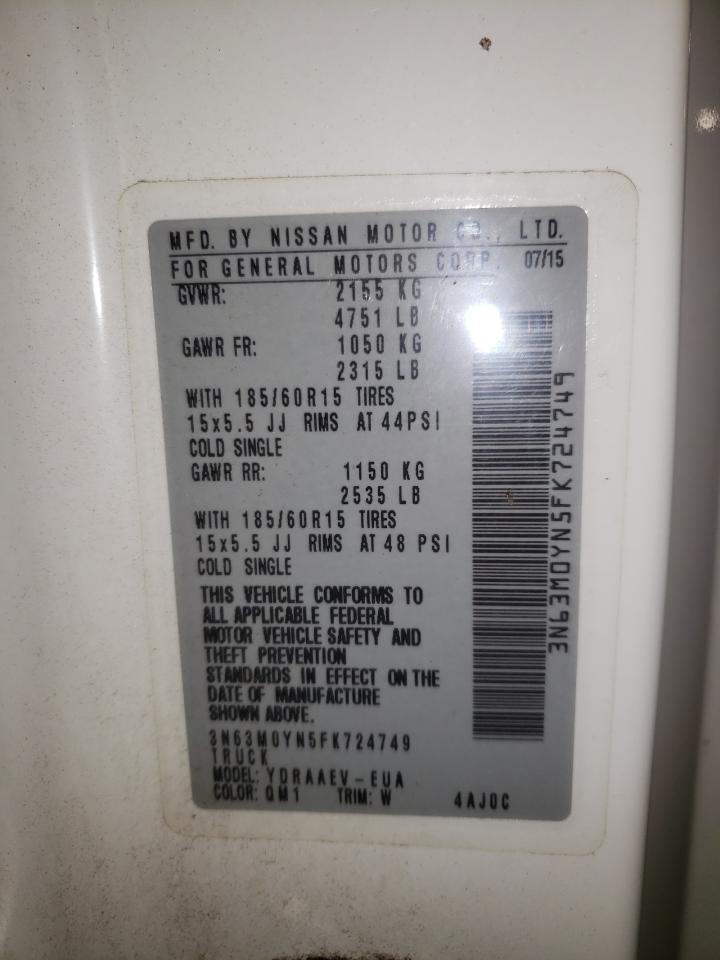 MFD. BY NISSAN MOTOR CO., LTD.
FOR GENERAL MOTORS CORP. 07/15
GVWR: 2155 KG
4751 LB
GAWR FR: 1050 KG
2315 LB
WITH 185/60R15 TIRES
15x5.5 JJ RIMS AT 44PSI
COLD SINGLE
GAWR RR: 1150 KG
2535 LB
WITH 185/60R15 TIRES
15x5.5 JJ RIMS AT 48 PSI
COLD SINGLE
THIS VEHICLE CONFORMS TO
ALL APPLICABLE FEDERAL
MOTOR VEHICLE SAFETY AND
THEFT PREVENTION
STANDARDS IN EFFECT ON THE
DATE OF MANUFACTURE
SHOWN ABOVE.
3N63M0YN5FK724749
TRUCK
MODEL: YDRAAEV-EUA
COLOR: QM1 TRIM: W 4AJ0C
3N63M0YN5FK724749